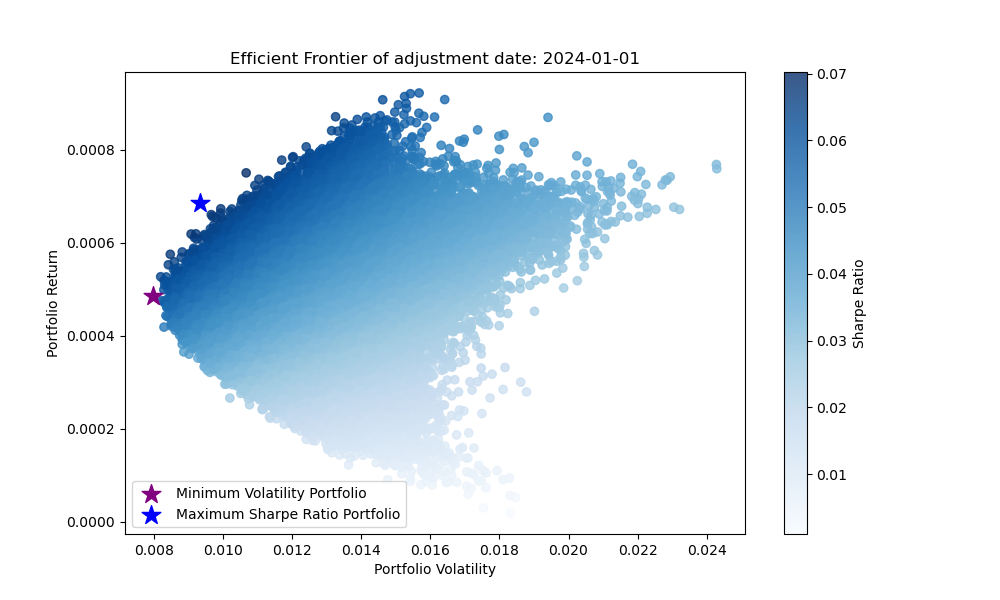 Efficient Frontier of adjustment date: 2024-01-01
Portfolio Return
0.0008
0.0006
0.0004
0.0002
0.0000
Minimum Volatility Portfolio
Maximum Sharpe Ratio Portfolio
0.008 0.010 0.012 0.014 0.016 0.018 0.020 0.022 0.024
Portfolio Volatility
0.07
0.06
0.05
0.04
0.03
0.02
0.01
Sharpe Ratio